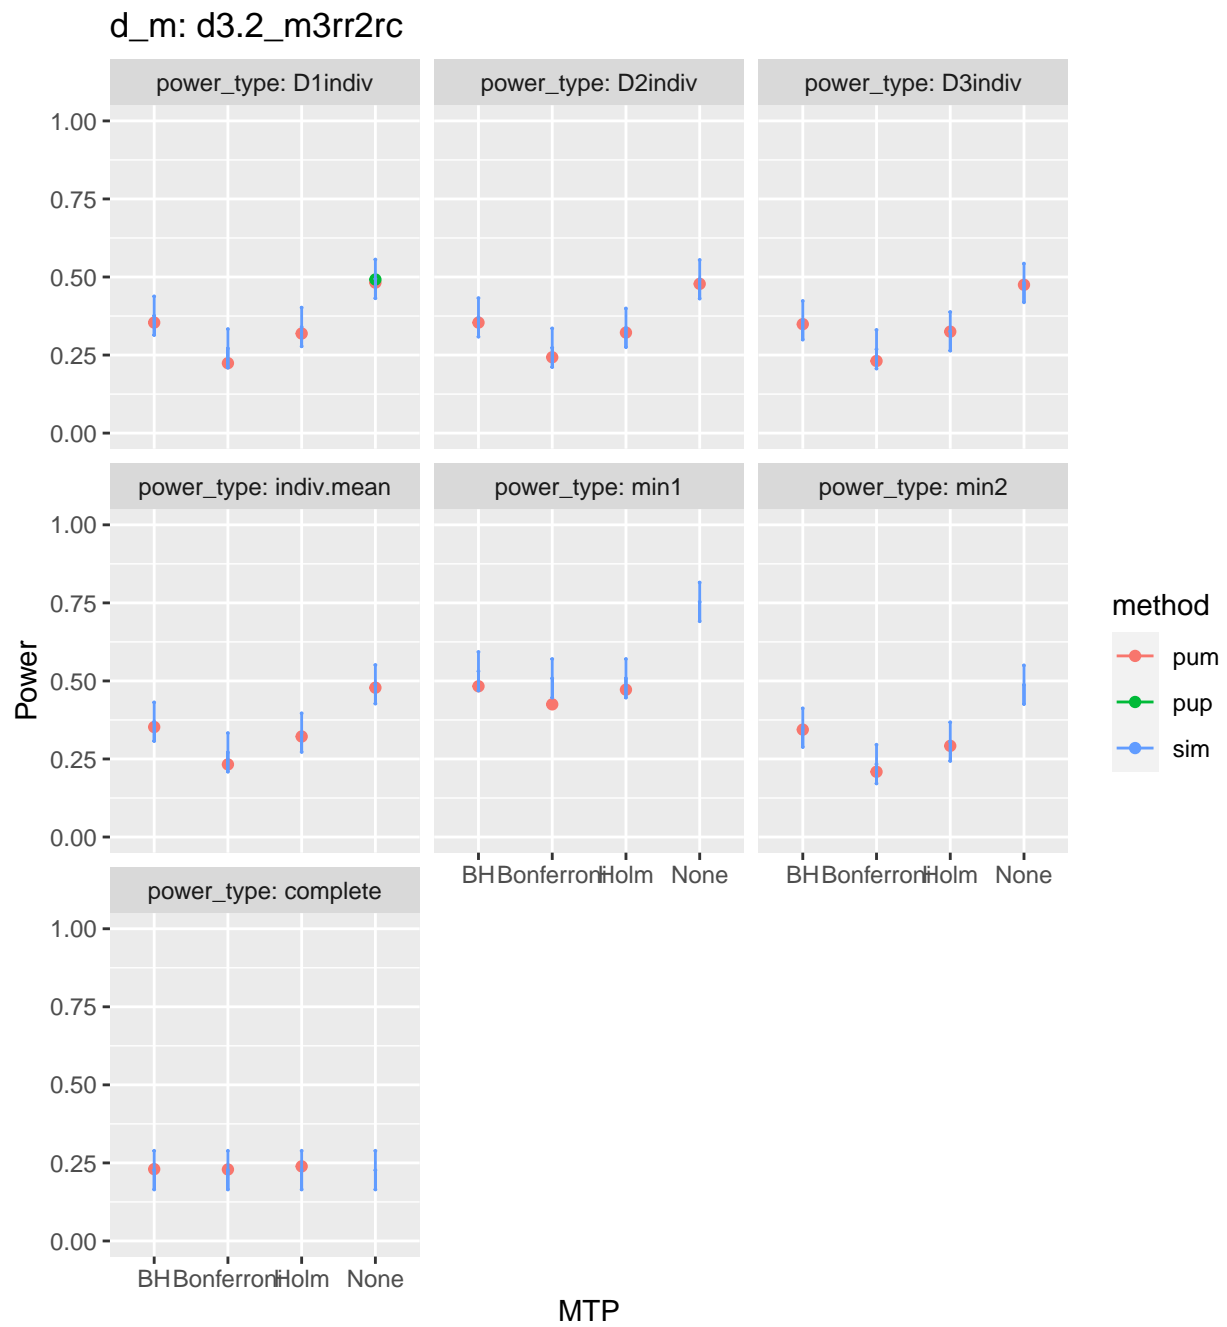 d_m: d3.2_m3rr2rc
power_type: D1indiv
power_type: D2indiv
power_type: D3indiv
1.00
0.75
0.50
0.25
0.00
power_type: indiv.mean
power_type: min1
power_type: min2
1.00
0.75
0.50
0.25
0.00
BH Bonferroni Holm None
BH Bonferroni Holm None
power_type: complete
1.00
0.75
0.50
0.25
0.00
BH Bonferroni Holm None
MTP
Power
method
pum
pup
sim